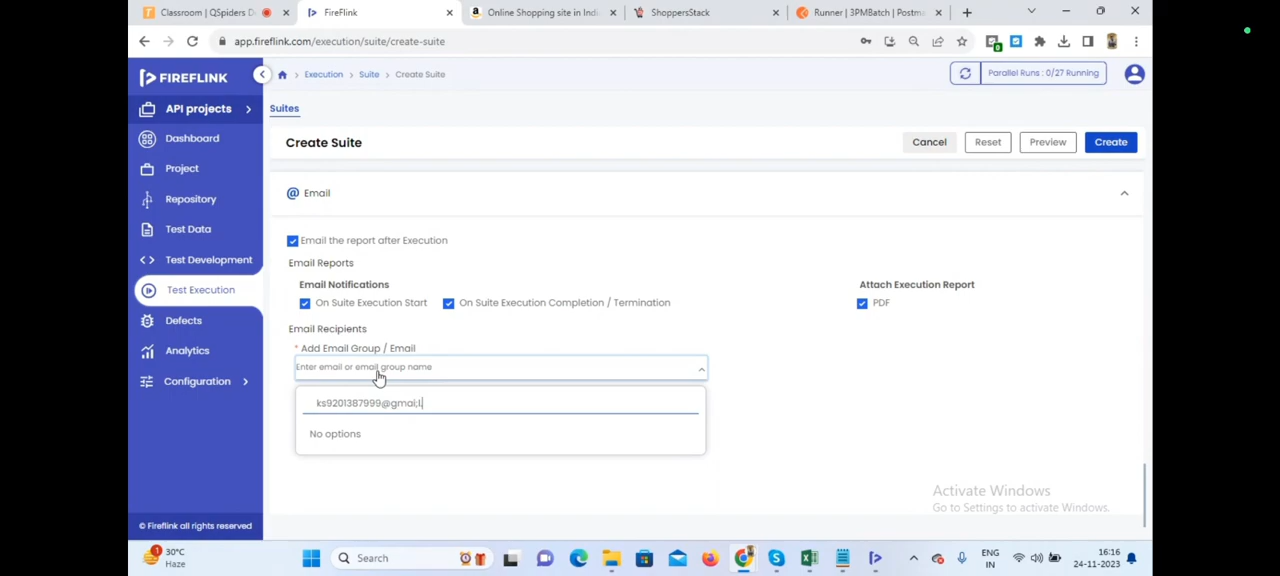 Classroom | QSpiders D
FireFlink
Online Shopping site in Indi
ShoppersStack
Runner | 3PMBatch | Postma
app.fireflink.com/execution/suite/create-suite
FIREFLINK
Execution > Suite > Create Suite
Parallel Runs : 0/27 Running
API projects
Suites
Dashboard
Create Suite
Cancel
Reset
Preview
Create
Project
@ Email
Repository
Test Data
Email the report after Execution
Test Development
Email Reports
Email Notifications
Attach Execution Report
Test Execution
On Suite Execution Start
On Suite Execution Completion / Termination
PDF
Defects
Email Recipients
Analytics
* Add Email Group / Email
Enter email or email group name
Configuration
ks9201387999@gmai;l
No options
Activate Windows
Go to Settings to activate Windows.
© Fireflink all rights reserved
30°C
Haze
Search
ENG
IN
16:16
24-11-2023